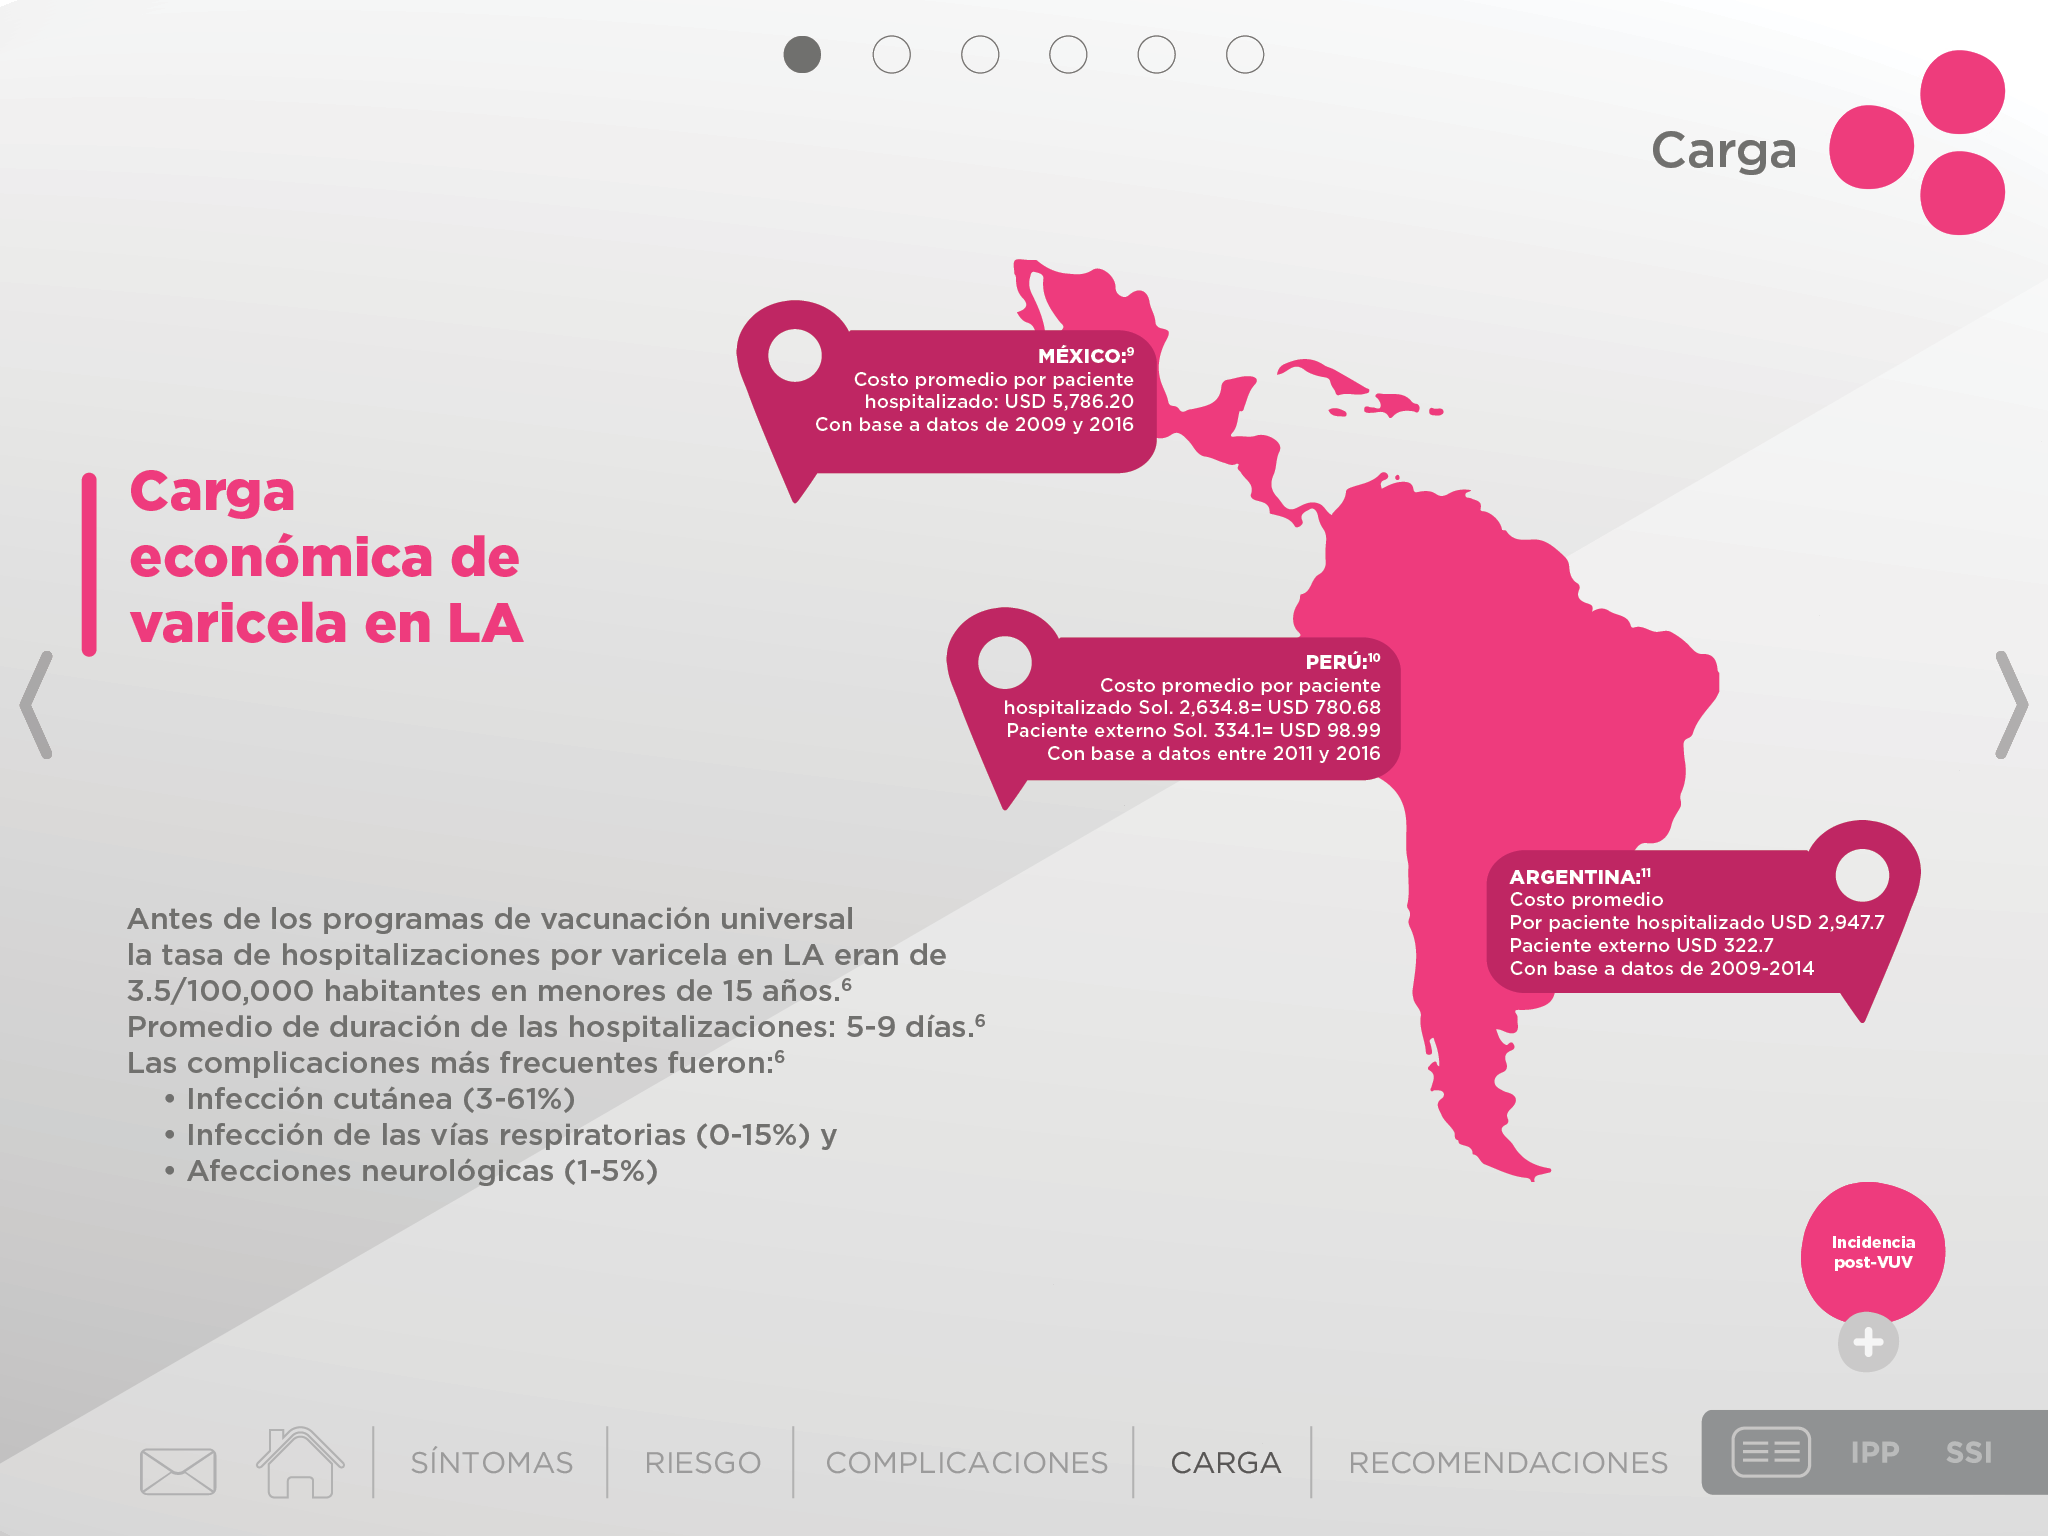 Carga
MÉXICO:9
Costo promedio por paciente
hospitalizado: USD 5,786.20
Con base a datos de 2009 y 2016
Carga
económica de
varicela en LA
PERÚ:10
Costo promedio por paciente
hospitalizado Sol. 2,634.8= USD 780.68
Paciente externo Sol. 334.1= USD 98.99
Con base a datos entre 2011 y 2016
ARGENTINA:11
Costo promedio
Por paciente hospitalizado USD 2,947.7
Paciente externo USD 322.7
Con base a datos de 2009-2014
Antes de los programas de vacunación universal
la tasa de hospitalizaciones por varicela en LA eran de
3.5/100,000 habitantes en menores de 15 años.6
Promedio de duración de las hospitalizaciones: 5-9 días.6
Las complicaciones más frecuentes fueron:6
• Infección cutánea (3-61%)
• Infección de las vías respiratorias (0-15%) y
• Afecciones neurológicas (1-5%)
Incidencia
post-VUV
SÍNTOMAS
RIESGO
COMPLICACIONES
CARGA
RECOMENDACIONES
IPP
SSI